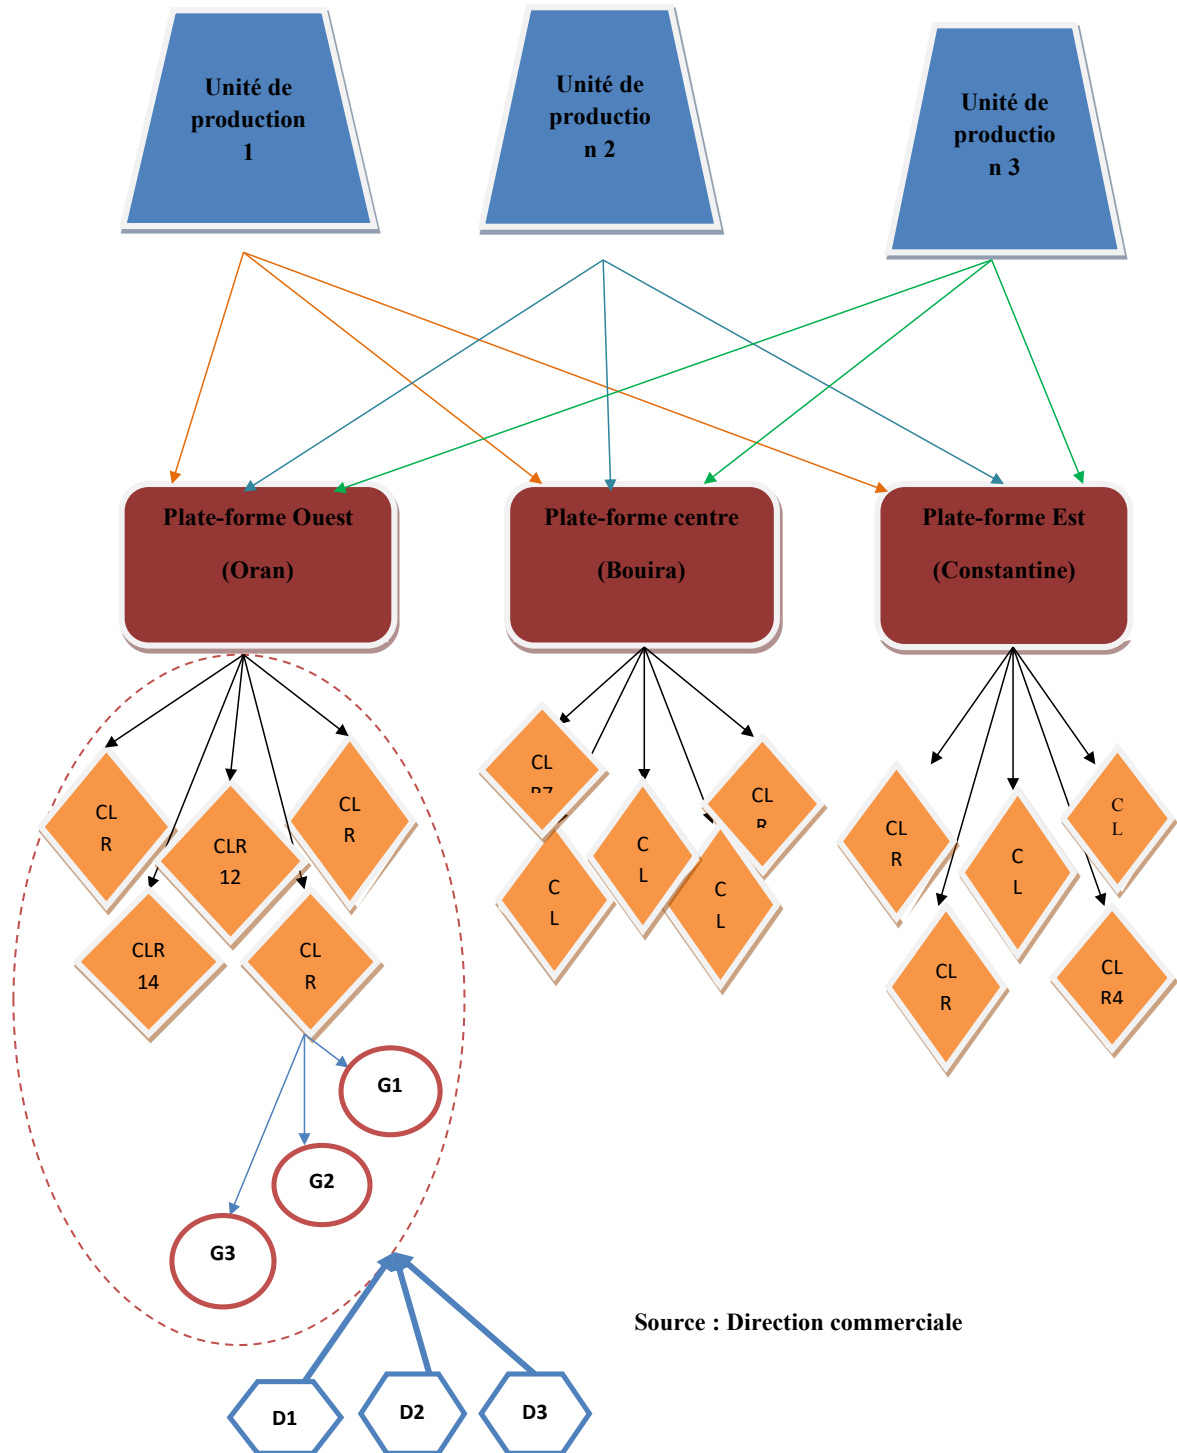 Unité de
production
1
Unité de
productio
n 2
Unité de
productio
n 3
Plate-forme Ouest
(Oran)
Plate-forme centre
(Bouira)
Plate-forme Est
(Constantine)
CL
R
CLR
12
CL
R
CLR
14
CL
R
CL
CL
C
L
C
L
C
L
CL
R
C
L
C
L
CL
R
CL
R4
G1
G2
G3
Source : Direction commerciale
D1
D2
D3